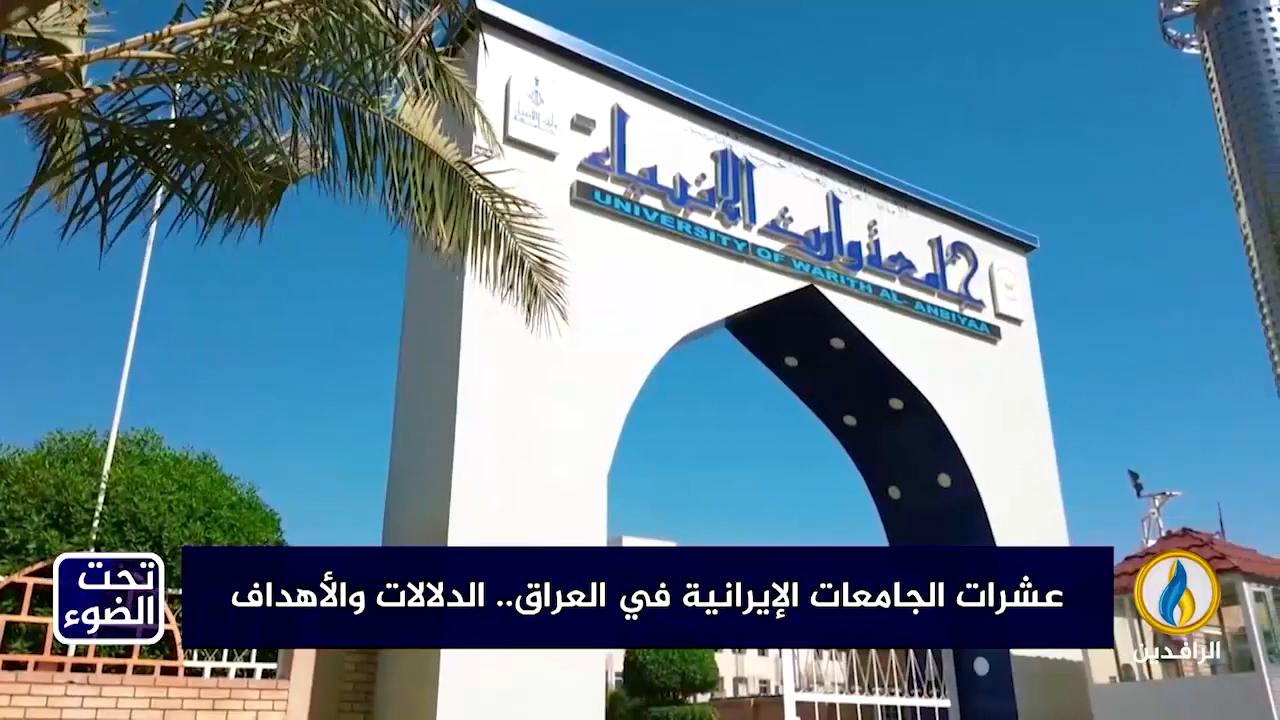 جامعة وارث الأنبياء
UNIVERSITY OF WARITH AL- ANBIYAA
عشرات الجامعات الإيرانية في العراق.. الدلالات والأهداف
تحت
الضوء
الرافدين